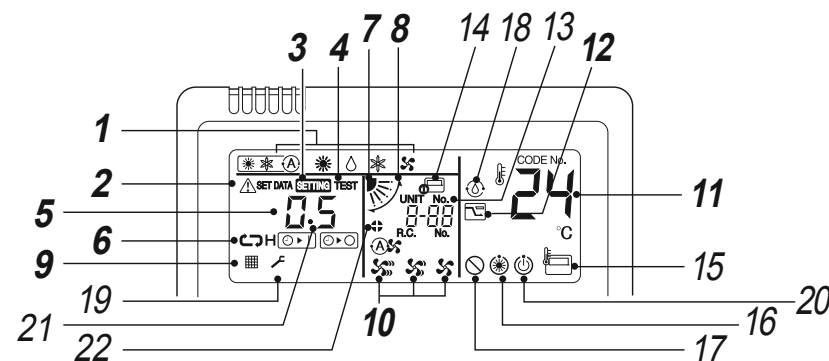 3 4 7 8 14 18 13 12
1
2
5
6
9
19
21
22
10
17
16
20
15
11
A
CODE No.
SET DATA SETTING TEST
UNIT No.
0.5
8-88
24
R.C. No.
H
A
°C